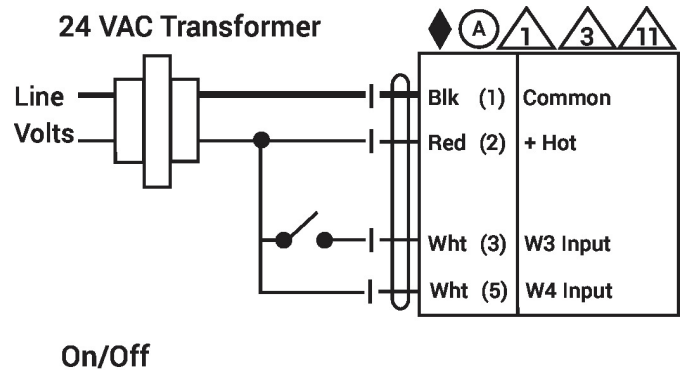 24 VAC Transformer
A 1 3 11
Line
Volts
Blk (1) Common
Red (2) + Hot
Wht (3) W3 Input
Wht (5) W4 Input
On/Off